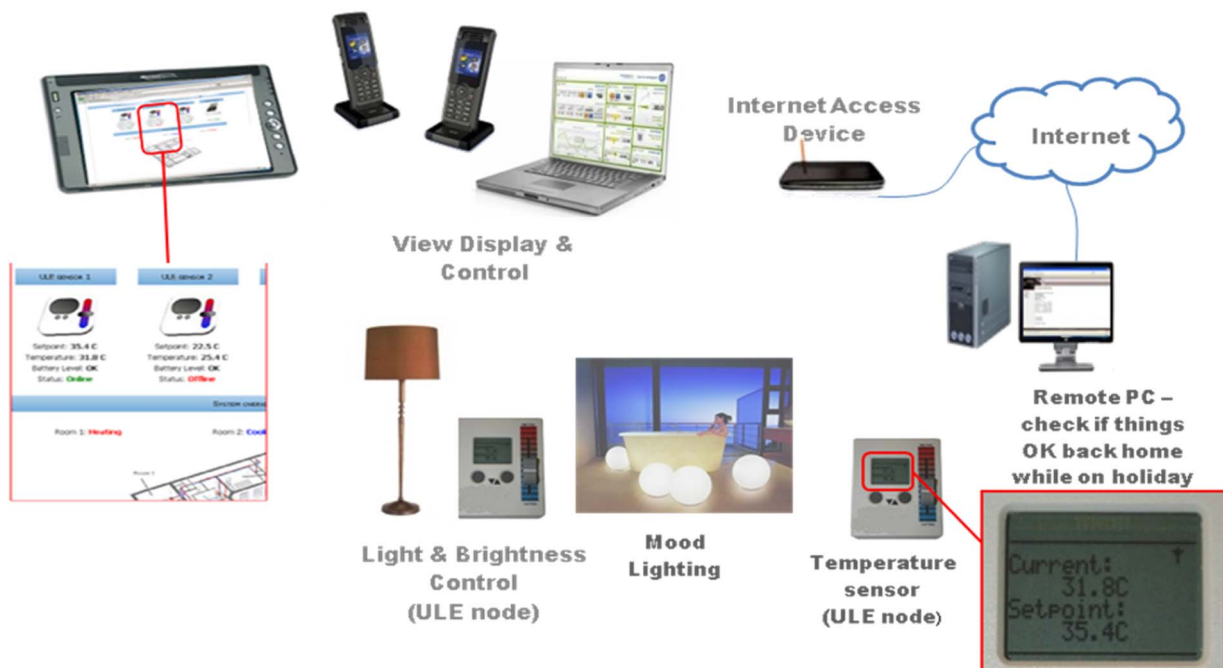 Internet Access
Device
Internet
View Display &
Control
ULE SENSOR 1
ULE SENSOR 2
Setpoint: 35.4 C
Temperature: 31.8 C
Battery Level: OK
Status: Online
Setpoint: 22.5 C
Temperature: 25.4 C
Battery Level: OK
Status: Offline
Room 1: Heating
Room 2:
Room 1
Remote PC –
check if things
OK back home
while on holiday
Light & Brightness
Control
(ULE node)
Mood
Lighting
Temperature
sensor
(ULE node)
Current:
31.8C
Setpoint:
35.4C